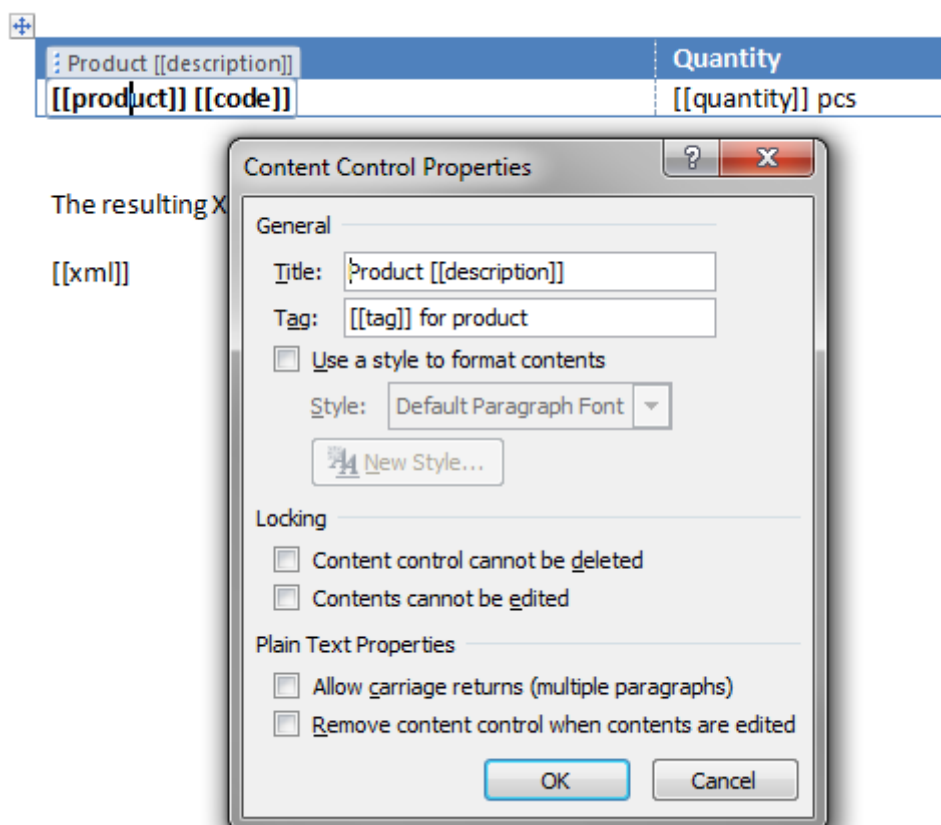 Product [[description]]
Quantity
[[product]] [[code]]
[[quantity]] pcs
The resulting X
[[xml]]
Content Control Properties
?
General
Title: Product [[description]]
Tag: [[tag]] for product
Use a style to format contents
Style: Default Paragraph Font
New Style...
Locking
Content control cannot be deleted
Contents cannot be edited
Plain Text Properties
Allow carriage returns (multiple paragraphs)
Remove content control when contents are edited
OK
Cancel